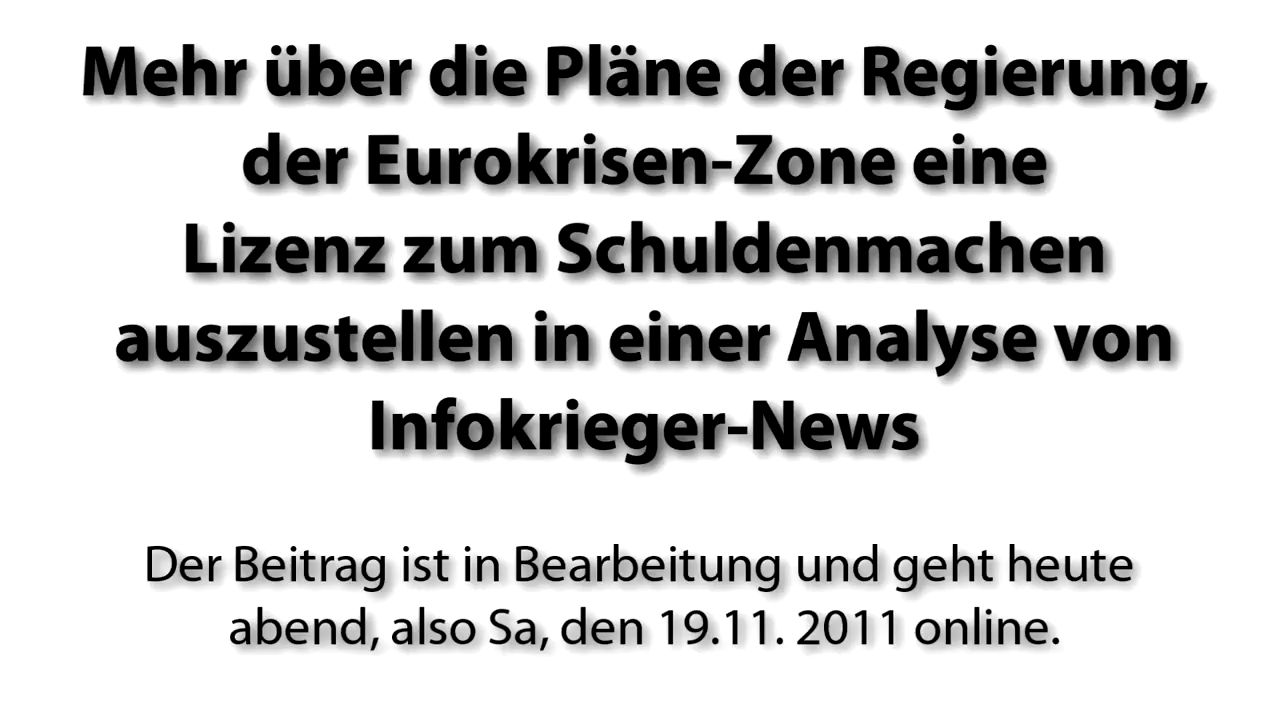 Mehr über die Pläne der Regierung,
der Eurokrisen-Zone eine
Lizenz zum Schuldenmachen
auszustellen in einer Analyse von
Infokrieger-News
Der Beitrag ist in Bearbeitung und geht heute
abend, also Sa, den 19.11. 2011 online.